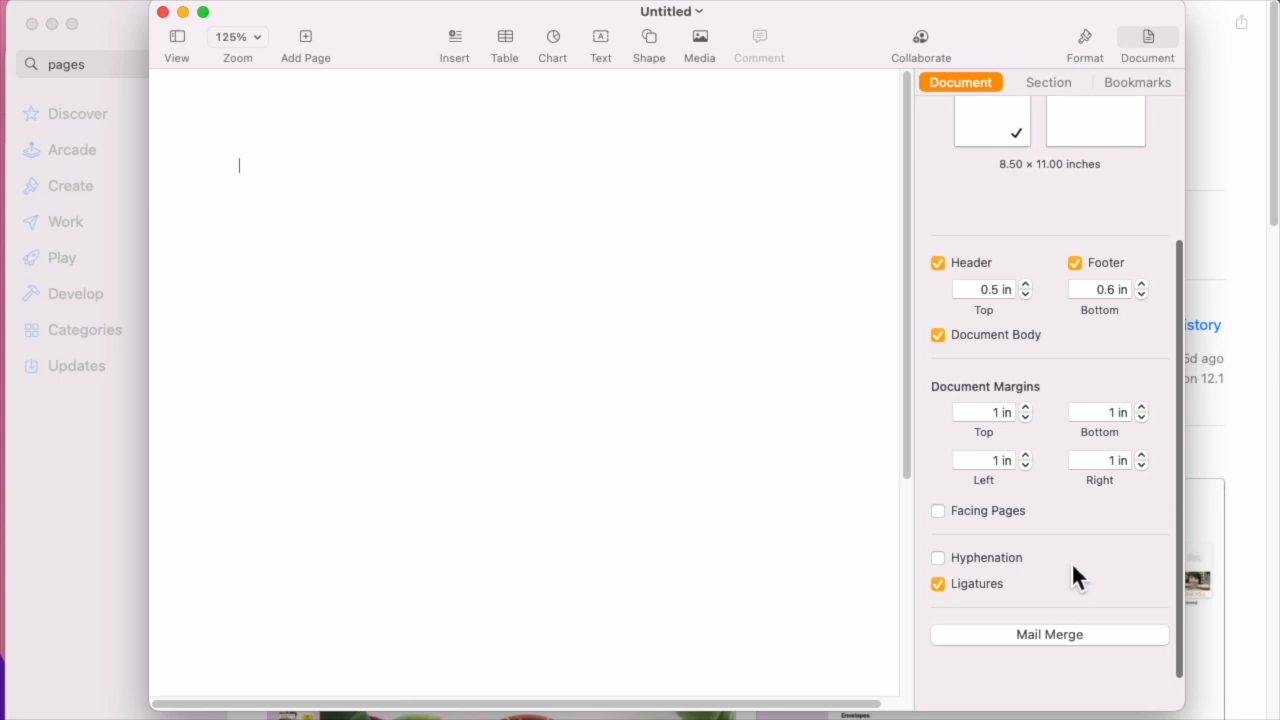 Untitled
pages
125%
View
Zoom
Add Page
Insert
Table
Chart
Text
Shape
Media
Comment
Collaborate
Format
Document
Discover
Arcade
Create
Work
Play
Develop
Categories
Updates
Document
Section
Bookmarks
8.50 × 11.00 inches
Header
Footer
0.5 in
0.6 in
Top
Bottom
Document Body
Document Margins
1 in
1 in
Top
Bottom
1 in
1 in
Left
Right
Facing Pages
Hyphenation
Ligatures
Mail Merge
istory
5d ago
on 12.1
Envelopes